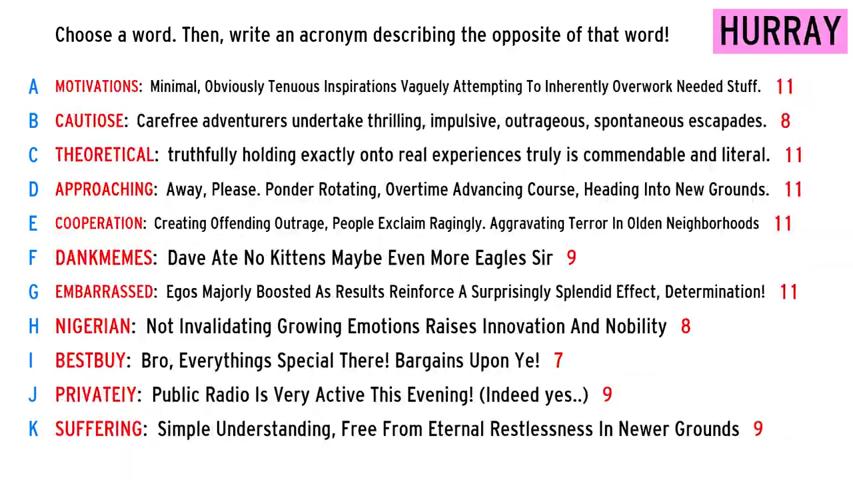 Choose a word. Then, write an acronym describing the opposite of that word!
HURRAY
A MOTIVATIONS: Minimal, Obviously Tenuous Inspirations Vaguely Attempting To Inherently Overwork Needed Stuff. 11
B CAUTIOSE: Carefree adventurers undertake thrilling, impulsive, outrageous, spontaneous escapades. 8
C THEORETICAL: truthfully holding exactly onto real experiences truly is commendable and literal. 11
D APPROACHING: Away, Please. Ponder Rotating, Overtime Advancing Course, Heading Into New Grounds. 11
E COOPERATION: Creating Offending Outrage, People Exclaim Ragingly. Aggravating Terror In Olden Neighborhoods 11
F DANKMEMES: Dave Ate No Kittens Maybe Even More Eagles Sir 9
G EMBARRASSED: Egos Majorly Boosted As Results Reinforce A Surprisingly Splendid Effect, Determination! 11
H NIGERIAN: Not Invalidating Growing Emotions Raises Innovation And Nobility 8
I BESTBUY: Bro, Everythings Special There! Bargains Upon Ye! 7
J PRIVATEIY: Public Radio Is Very Active This Evening! (Indeed yes..) 9
K SUFFERING: Simple Understanding, Free From Eternal Restlessness In Newer Grounds 9